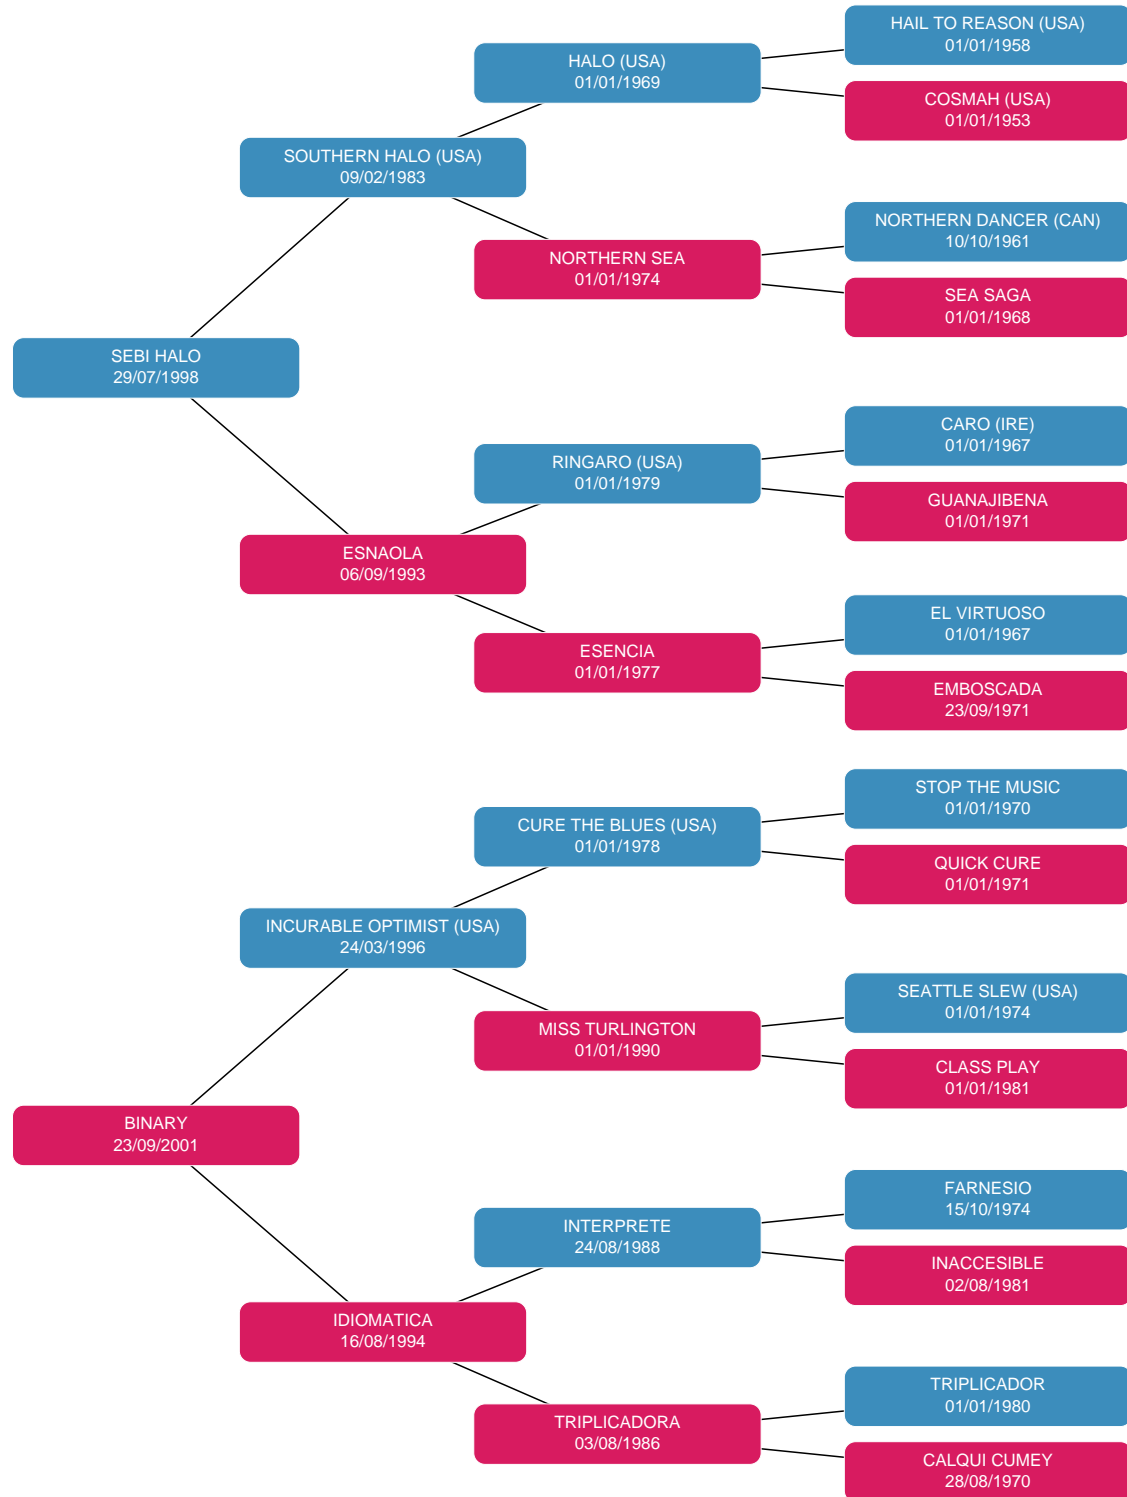 HAIL TO REASON (USA)
01/01/1958
HALO (USA)
01/01/1969
COSMAH (USA)
01/01/1953
SOUTHERN HALO (USA)
09/02/1983
NORTHERN DANCER (CAN)
10/10/1961
NORTHERN SEA
01/01/1974
SEA SAGA
01/01/1968
SEBI HALO
29/07/1998
CARO (IRE)
01/01/1967
RINGARO (USA)
01/01/1979
GUANAJIBENA
01/01/1971
ESNAOLA
06/09/1993
EL VIRTUOSO
01/01/1967
ESENCIA
01/01/1977
EMBOSCADA
23/09/1971
STOP THE MUSIC
01/01/1970
CURE THE BLUES (USA)
01/01/1978
QUICK CURE
01/01/1971
INCURABLE OPTIMIST (USA)
24/03/1996
SEATTLE SLEW (USA)
01/01/1974
MISS TURLINGTON
01/01/1990
CLASS PLAY
01/01/1981
BINARY
23/09/2001
FARNESIO
15/10/1974
INTERPRETE
24/08/1988
INACCESIBLE
02/08/1981
IDIOMATICA
16/08/1994
TRIPLICADOR
01/01/1980
TRIPLICADORA
03/08/1986
CALQUI CUMEY
28/08/1970